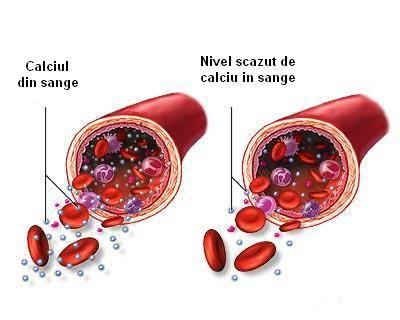 Calciul
din sange
Nivel scazut de
calciu in sange